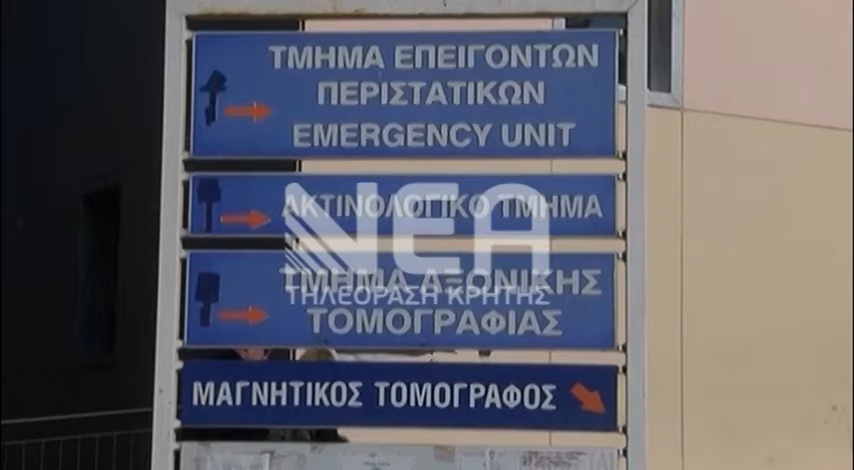 ΤΜΗΜΑ ΕΠΕΙΓΟΝΤΩΝ
ΠΕΡΙΣΤΑΤΙΚΩΝ
EMERGENCY UNIT
ΑΚΤΙΝΟΛΟΓΙΚΟ ΤΜΗΜΑ
ΝΕΑ
ΤΜΗΜΑ ΑΞΟΝΙΚΗΣ
ΤΗΛΕΟΡΑΣΗ ΚΡΗΤΗΣ
ΤΟΜΟΓΡΑΦΙΑΣ
ΜΑΓΝΗΤΙΚΟΣ ΤΟΜΟΓΡΑΦΟΣ